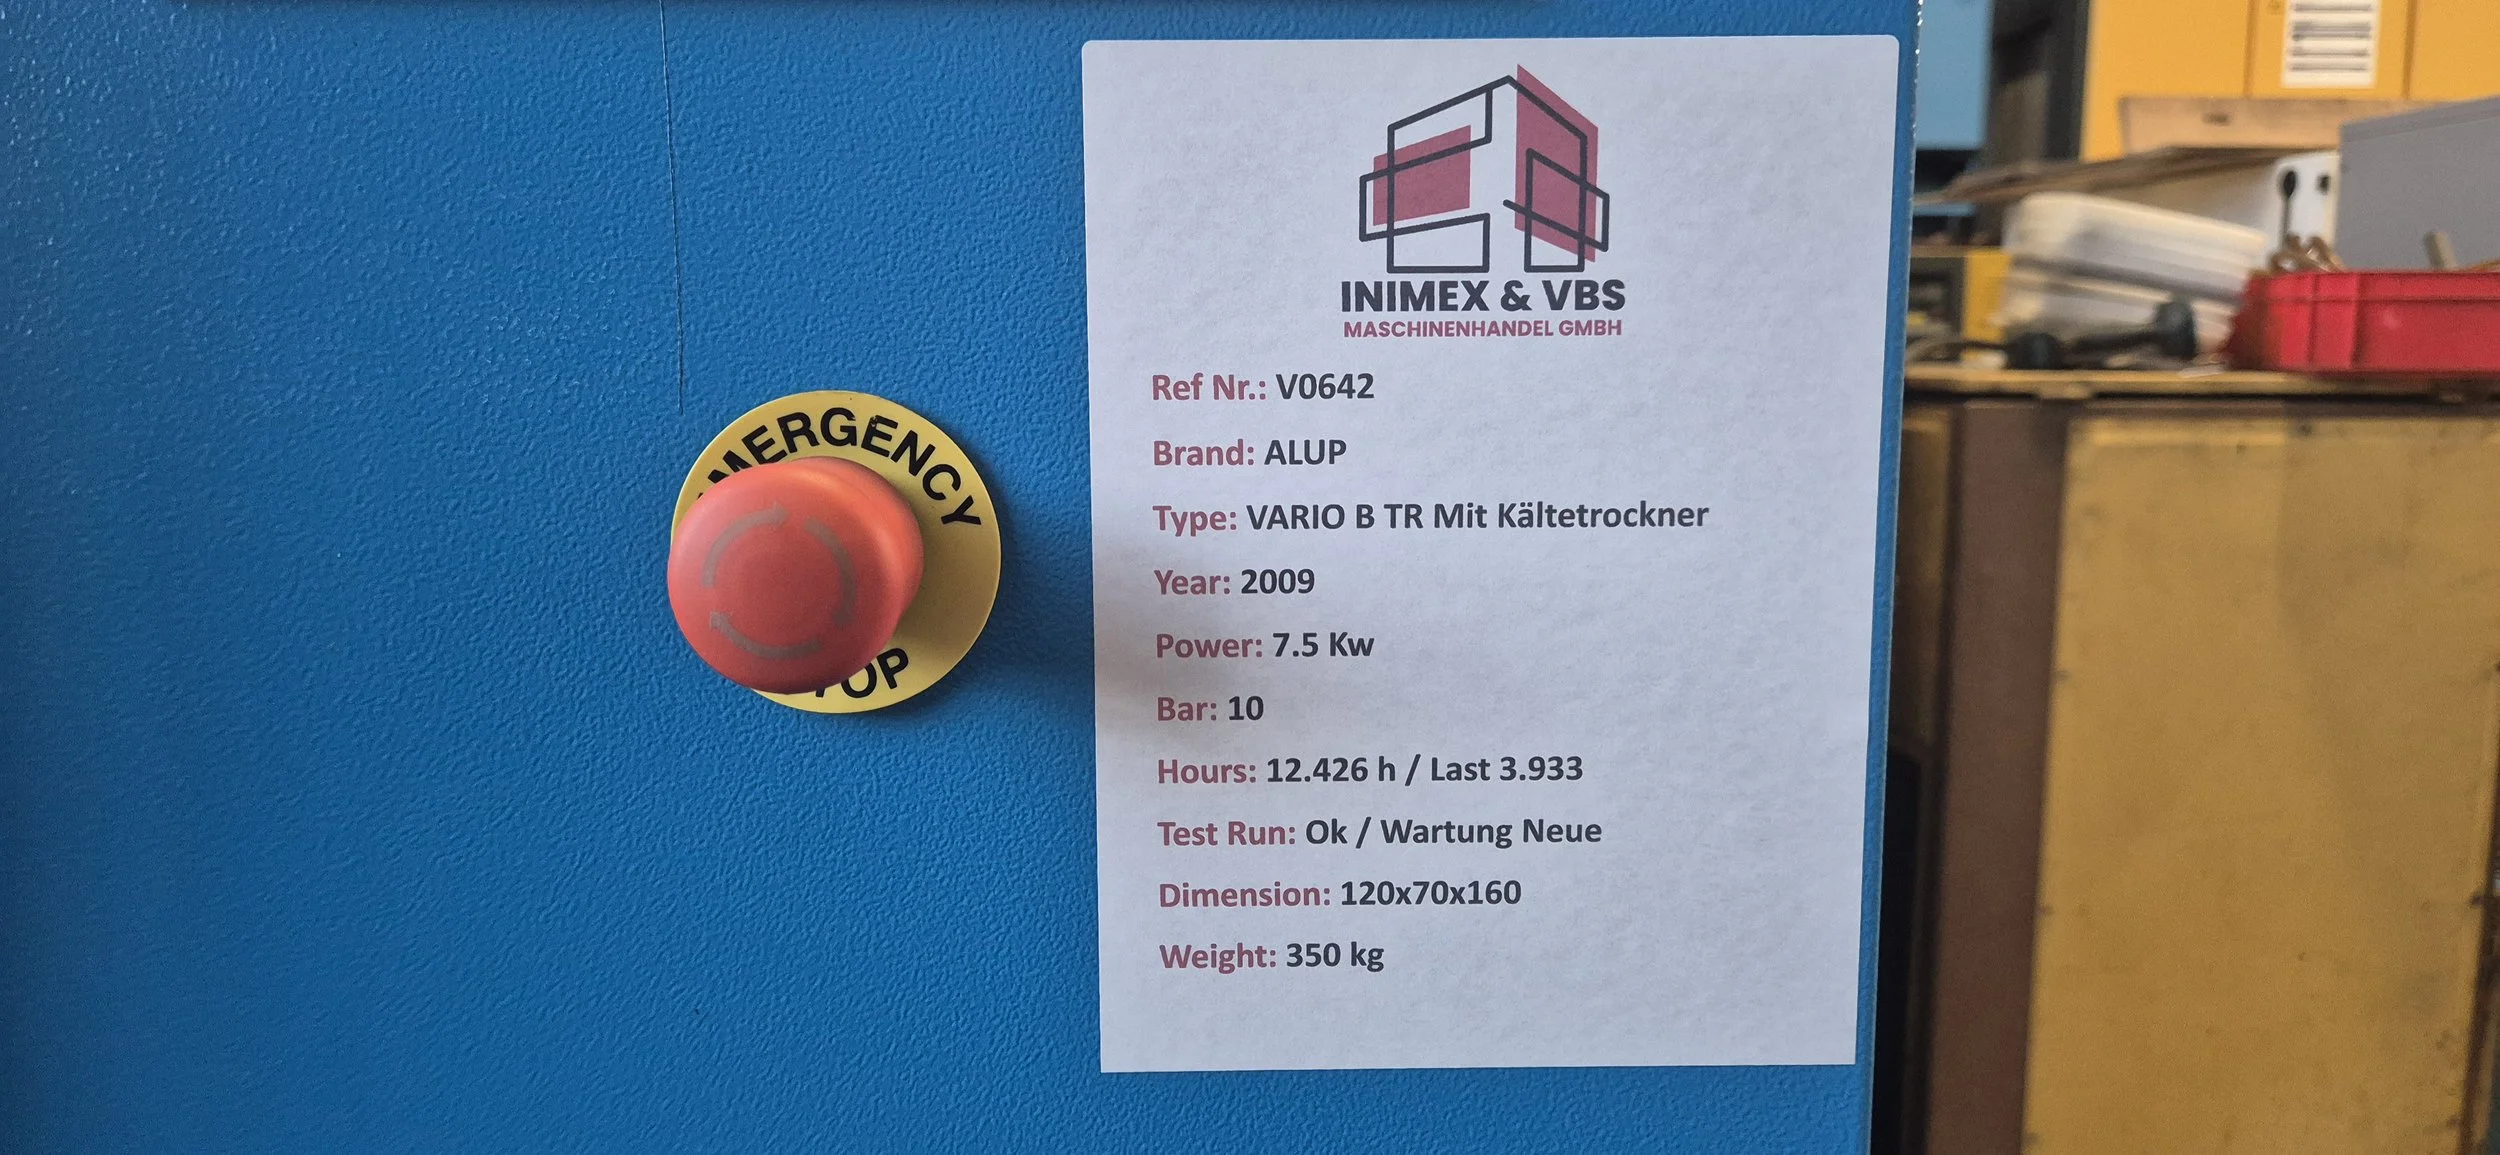 EMERGENCY
STOP
INIMEX & VBS
MASCHINENHANDEL GMBH
Ref Nr.: V0642
Brand: ALUP
Type: VARIO B TR Mit Kältetrockner
Year: 2009
Power: 7.5 Kw
Bar: 10
Hours: 12.426 h / Last 3.933
Test Run: Ok / Wartung Neue
Dimension: 120x70x160
Weight: 350 kg